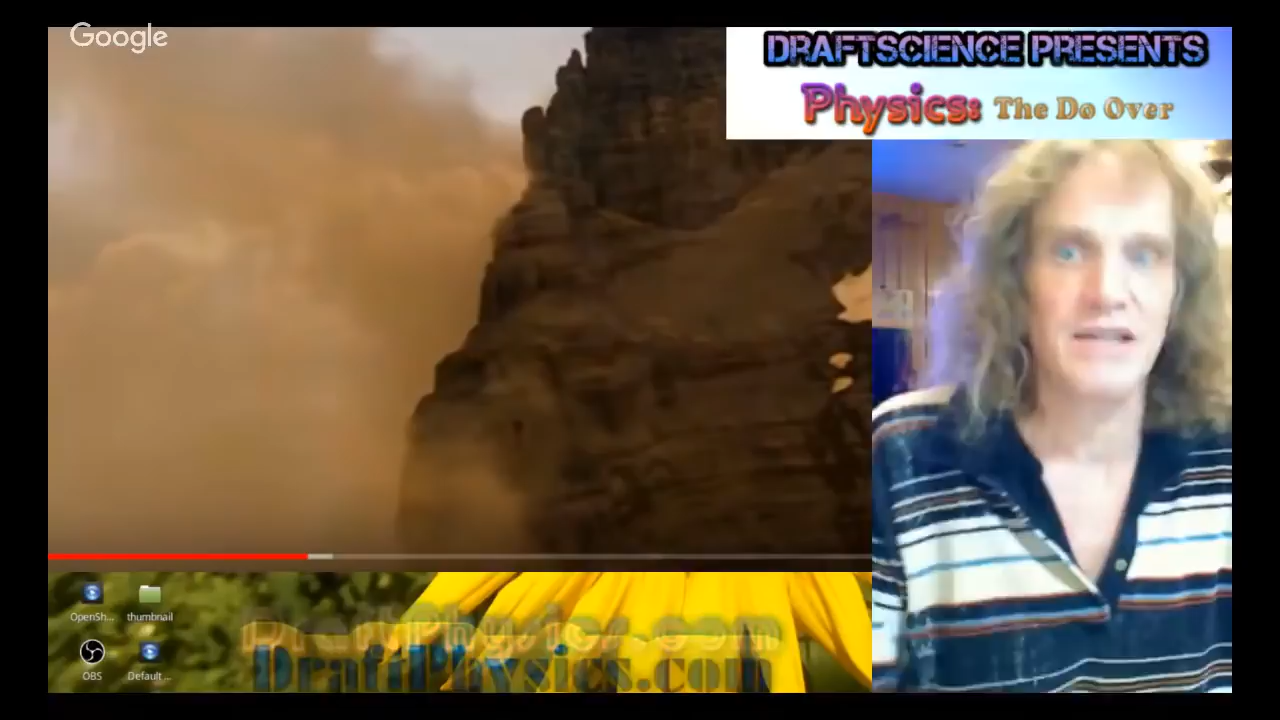 Google
DRAFTSCIENCE PRESENTS
Physics: The Do Over
OpenSh... thumbnail
DraftPhysics.com
DraftPhysics.com
OBS Default ...